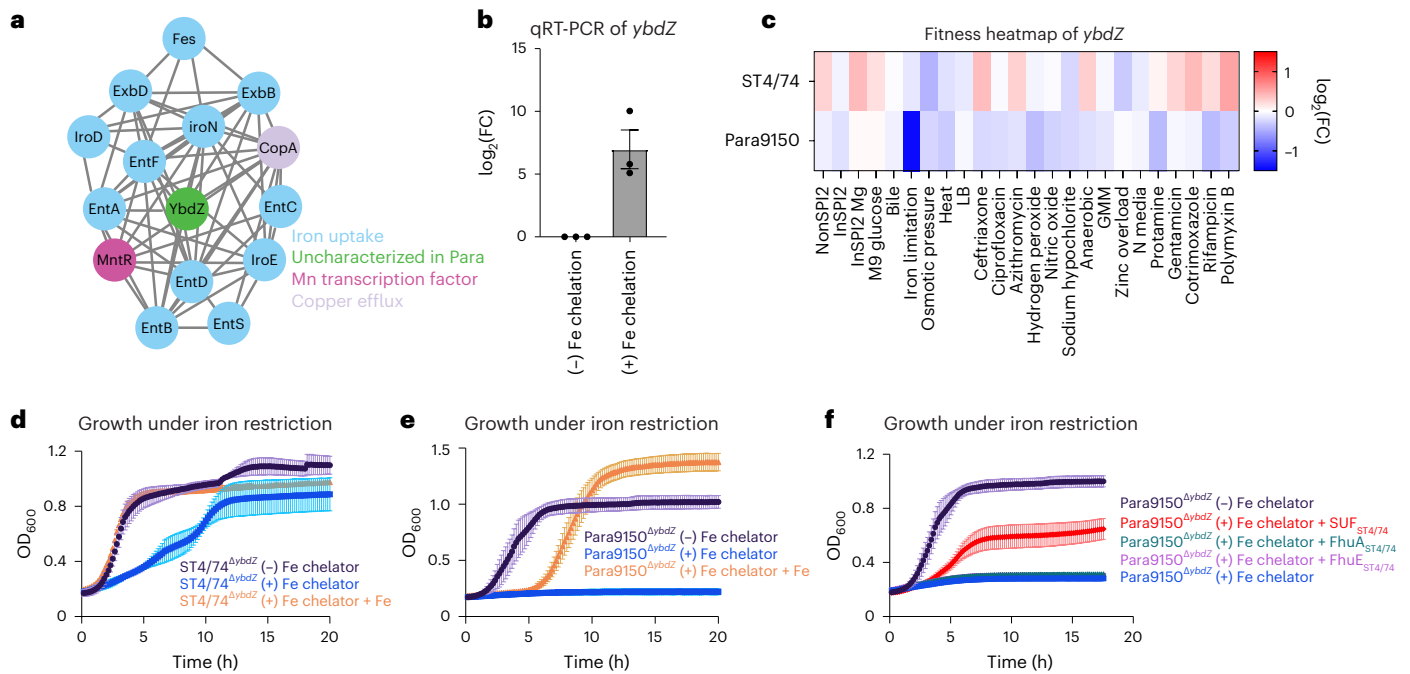 a
Fes
ExbD
ExbB
IroD
iroN
CopA
EntF
EntA
YbdZ
EntC
MntR
IroE
EntD
EntB
EntS
Iron uptake
Uncharacterized in Para
Mn transcription factor
Copper efflux
b
qRT-PCR of ybdZ
log2(FC)
15
10
5
0
(−) Fe chelation
(+) Fe chelation
c
Fitness heatmap of ybdZ
ST4/74
Para9150
NonSPI2
InSPI2
InSPI2 Mg
M9 glucose
Bile
Iron limitation
Osmotic pressure
Heat
LB
Ceftriaxone
Ciprofloxacin
Azithromycin
Hydrogen peroxide
Nitric oxide
Sodium hypochlorite
Anaerobic
GMM
Zinc overload
N media
Protamine
Gentamicin
Cotrimoxazole
Rifampicin
Polymyxin B
1
0
−1
log2(FC)
d
Growth under iron restriction
OD600
1.2
0.8
0.4
0
0 5 10 15 20
Time (h)
ST4/74ΔybdZ (−) Fe chelator
ST4/74ΔybdZ (+) Fe chelator
ST4/74ΔybdZ (+) Fe chelator + Fe
e
Growth under iron restriction
OD600
1.5
1.0
0.5
0
0 5 10 15 20
Time (h)
Para9150ΔybdZ (−) Fe chelator
Para9150ΔybdZ (+) Fe chelator
Para9150ΔybdZ (+) Fe chelator + Fe
f
Growth under iron restriction
OD600
1.2
0.8
0.4
0
0 5 10 15 20
Time (h)
Para9150ΔybdZ (−) Fe chelator
Para9150ΔybdZ (+) Fe chelator + SUFST4/74
Para9150ΔybdZ (+) Fe chelator + FhuAST4/74
Para9150ΔybdZ (+) Fe chelator + FhuEST4/74
Para9150ΔybdZ (+) Fe chelator